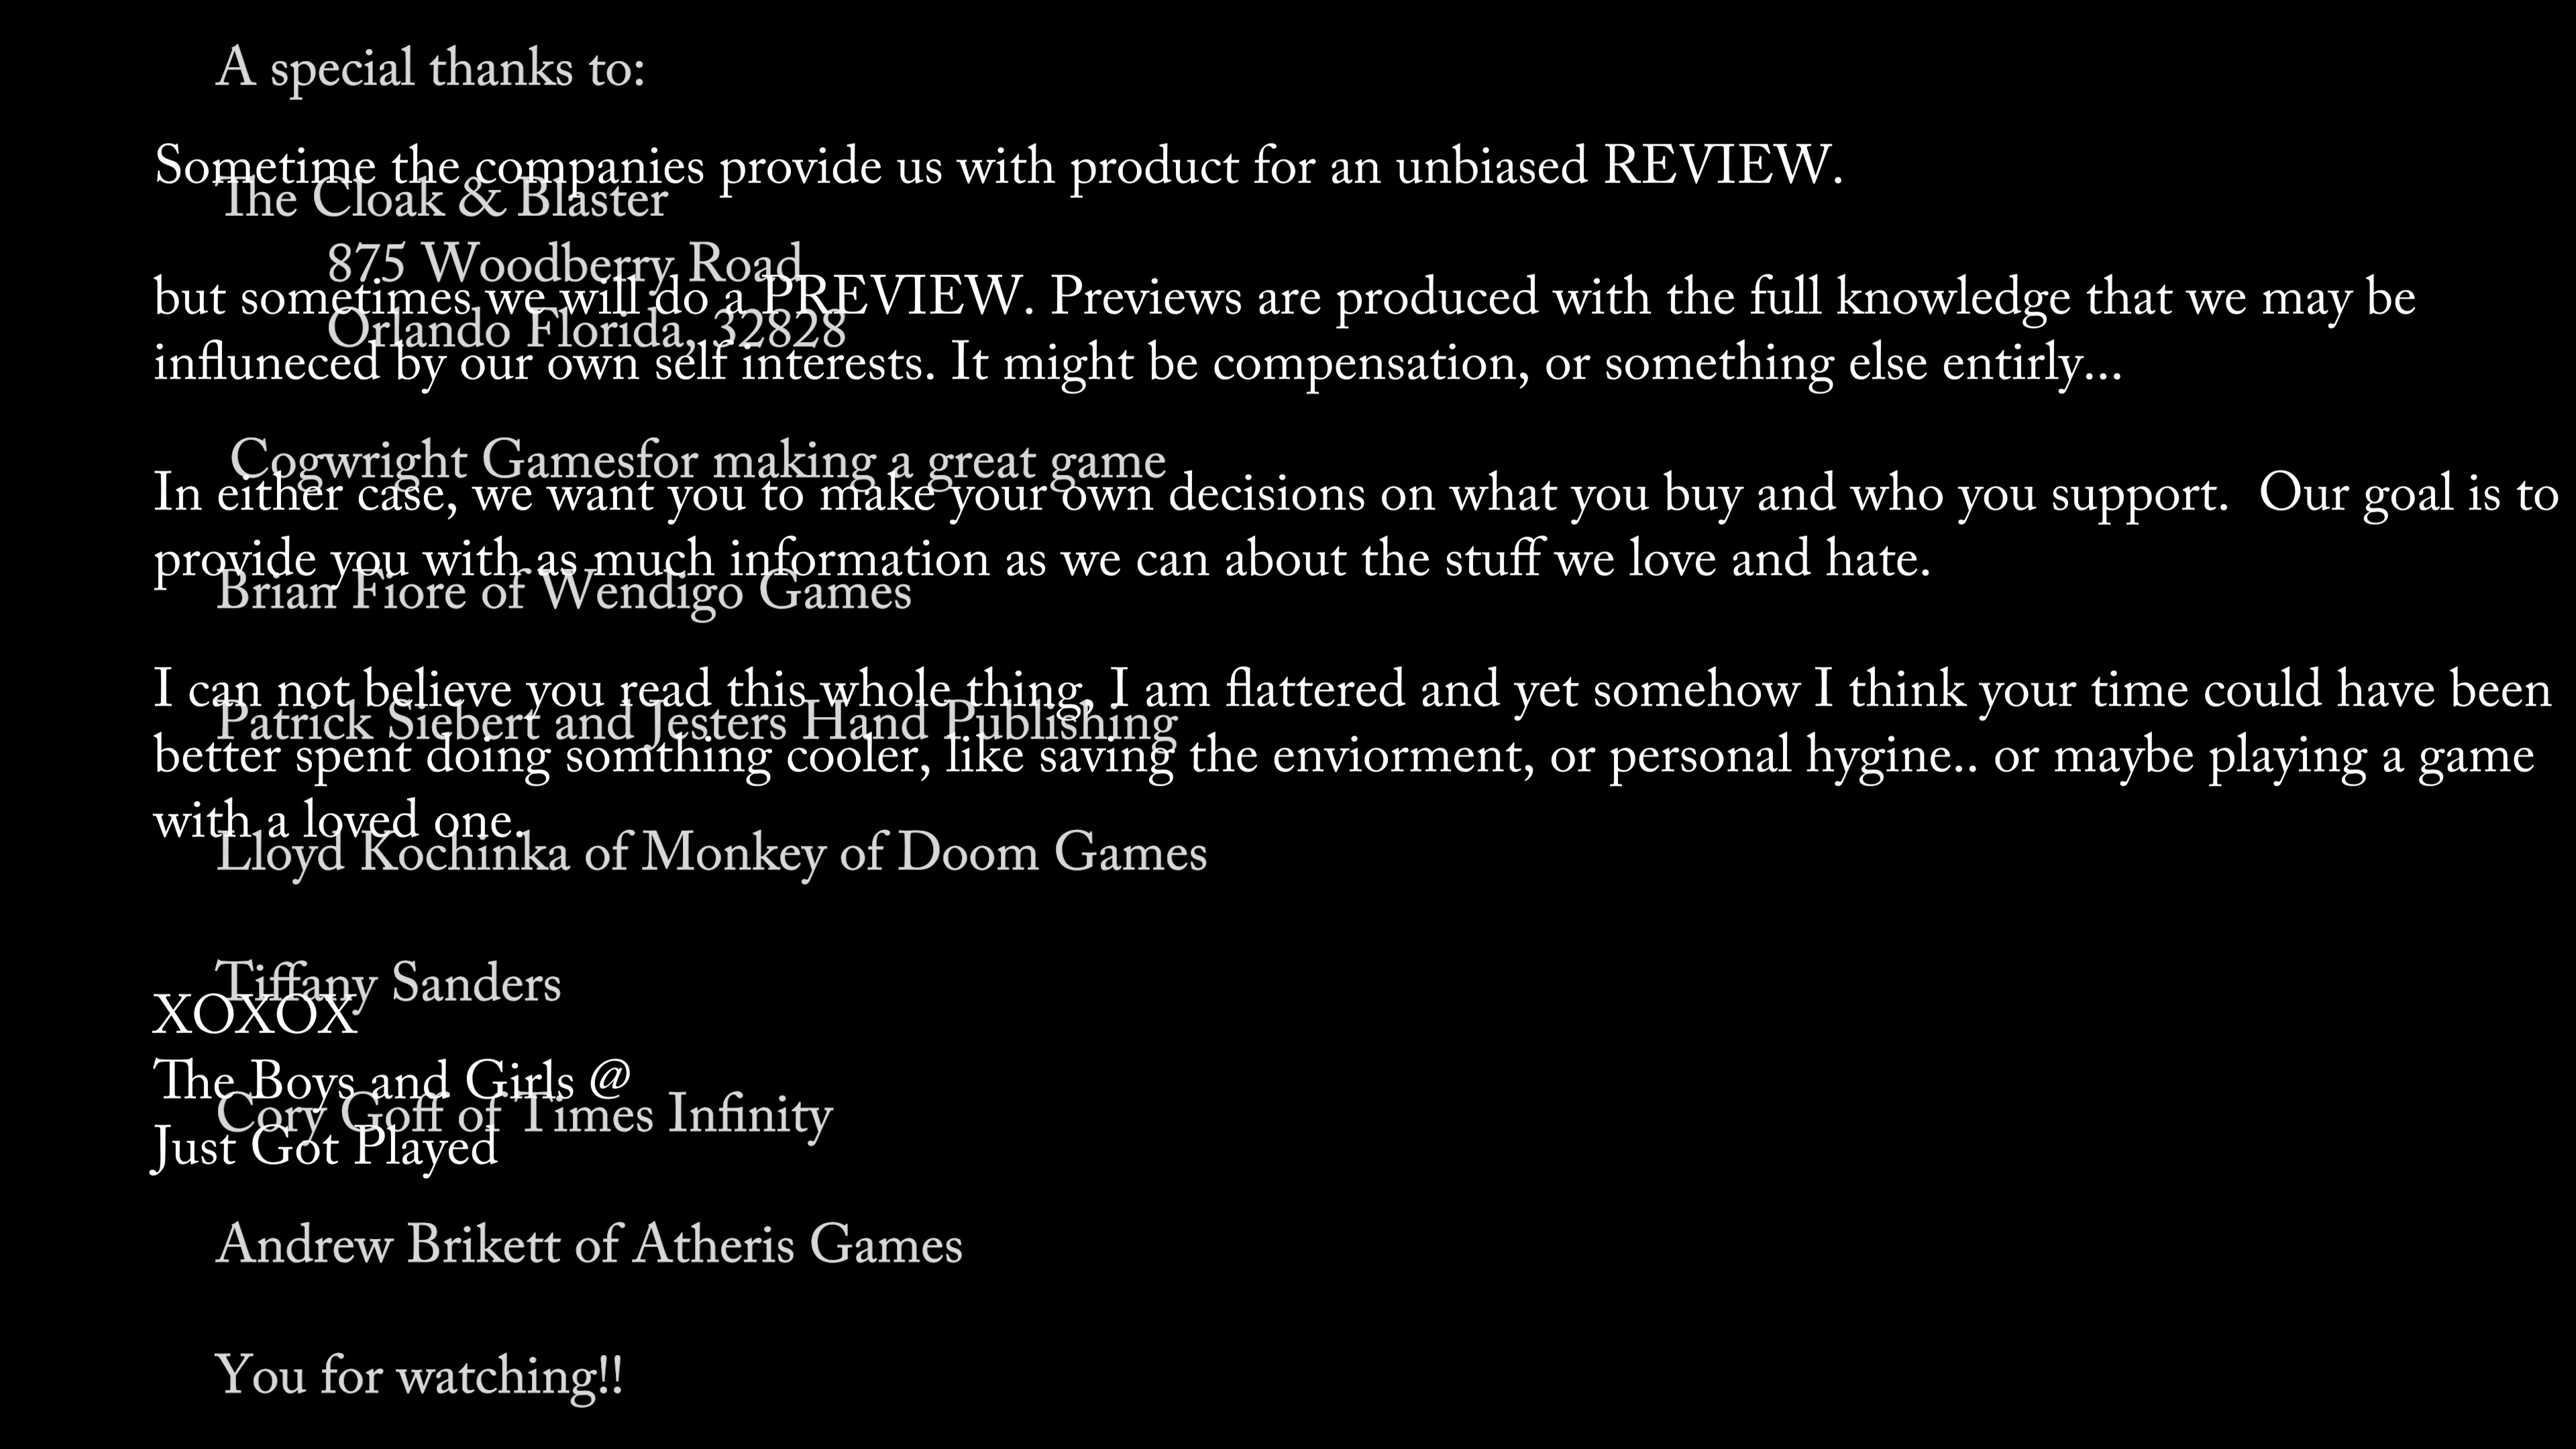 A special thanks to:
Sometime the companies provide us with product for an unbiased REVIEW.
The Cloak & Blaster
875 Woodberry Road
but sometimes we will do a PREVIEW. Previews are produced with the full knowledge that we may be
Orlando Florida, 32828
influneced by our own self interests. It might be compensation, or something else entirly...
Cogwright Gamesfor making a great game
In either case, we want you to make your own decisions on what you buy and who you support.  Our goal is to
provide you with as much information as we can about the stuff we love and hate.
Brian Fiore of Wendigo Games
I can not believe you read this whole thing, I am flattered and yet somehow I think your time could have been
Patrick Siebert and Jesters Hand Publishing
better spent doing somthing cooler, like saving the enviorment, or personal hygine.. or maybe playing a game
with a loved one.
Lloyd Kochinka of Monkey of Doom Games
Tiffany Sanders
XOXOX
The Boys and Girls @
Cory Goff of Times Infinity
Just Got Played
Andrew Brikett of Atheris Games
You for watching!!